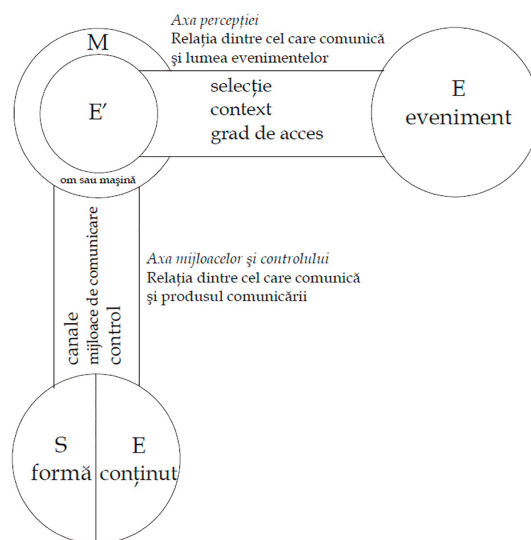 Axa percepției
Relația dintre cel care comunică
și lumea evenimentelor
M
E'
om sau mașină
selecție
context
grad de acces
E
eveniment
canale
mijloace de comunicare
control
Axa mijloacelor și controlului
Relația dintre cel care comunică
și produsul comunicării
S
formă
E
conținut